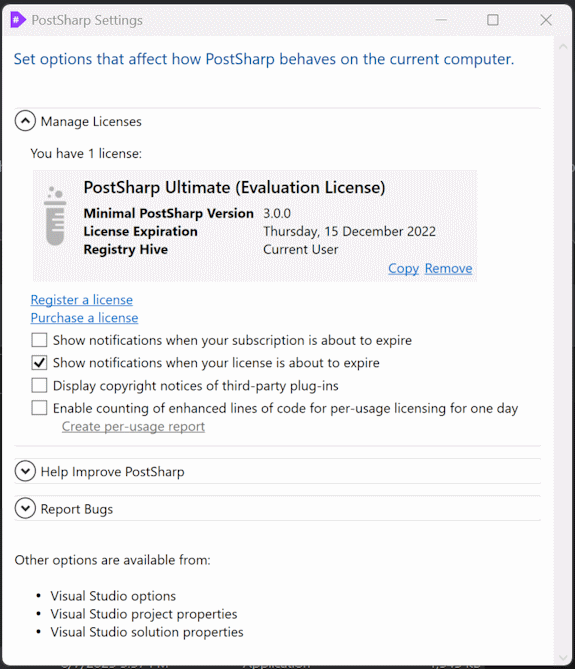 PostSharp Settings
Set options that affect how PostSharp behaves on the current computer.
Manage Licenses
You have 1 license:
PostSharp Ultimate (Evaluation License)
Minimal PostSharp Version 3.0.0
License Expiration Thursday, 15 December 2022
Registry Hive Current User
Copy Remove
Register a license
Purchase a license
Show notifications when your subscription is about to expire
Show notifications when your license is about to expire
Display copyright notices of third-party plug-ins
Enable counting of enhanced lines of code for per-usage licensing for one day
Create per-usage report
Help Improve PostSharp
Report Bugs
Other options are available from:
• Visual Studio options
• Visual Studio project properties
• Visual Studio solution properties